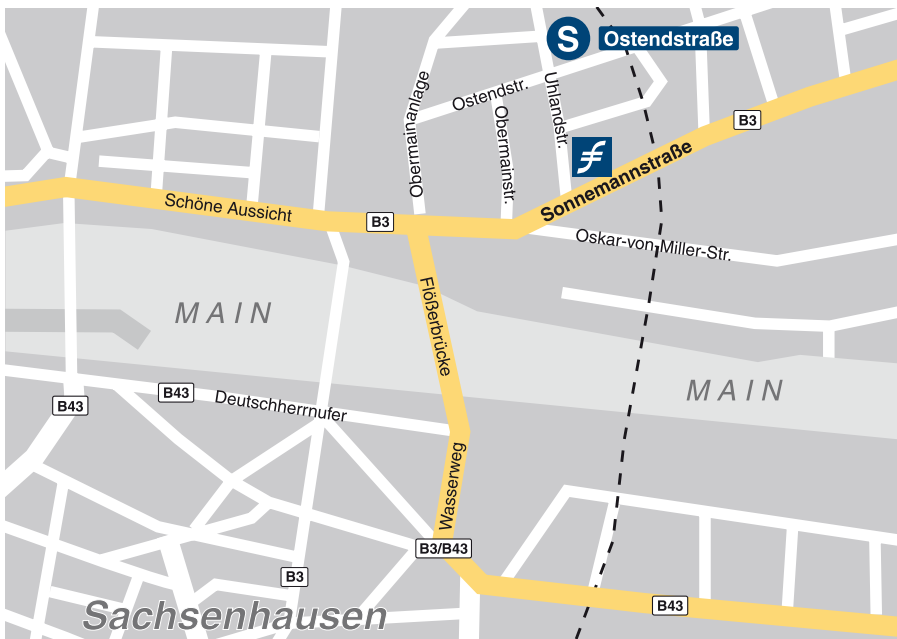 S
Ostendstraße
Obermainanlage
Ostendstr.
Obermainstr.
Uhlandstr.
B3
Sonnemannstraße
Schöne Aussicht
B3
Oskar-von-Miller-Str.
MAIN
Flößerbrücke
MAIN
B43
B43
Deutschherrnufer
Wasserweg
B3/B43
B3
B43
Sachsenhausen